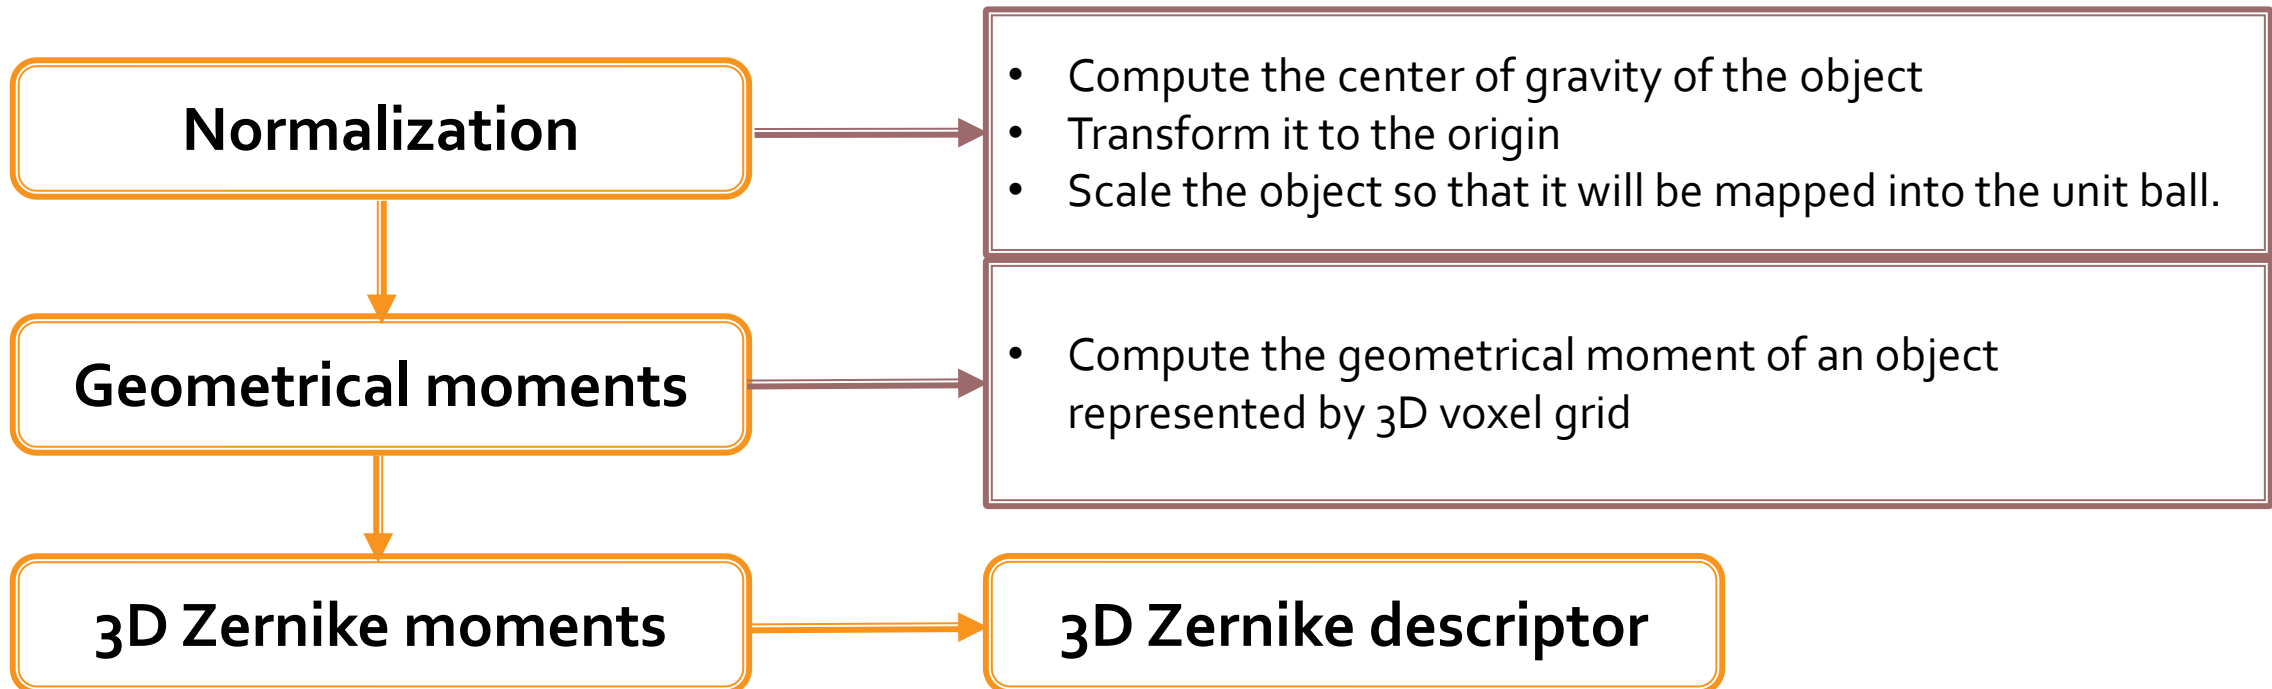 Normalization
• Compute the center of gravity of the object
• Transform it to the origin
• Scale the object so that it will be mapped into the unit ball.
Geometrical moments
• Compute the geometrical moment of an object
represented by 3D voxel grid
3D Zernike moments
3D Zernike descriptor